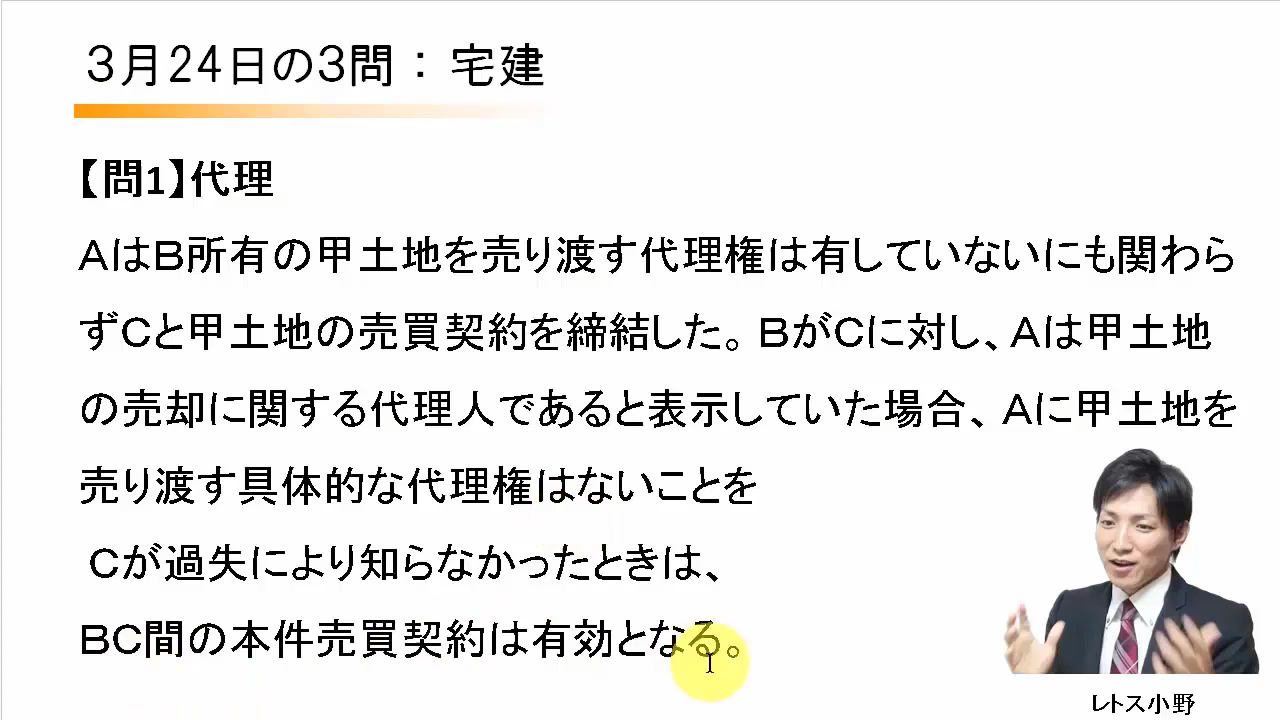 ３月24日の３問：宅建
【問1】代理
ＡはＢ所有の甲土地を売り渡す代理権は有していないにも関わら
ずＣと甲土地の売買契約を締結した。ＢがＣに対し、Ａは甲土地
の売却に関する代理人であると表示していた場合、Ａに甲土地を
売り渡す具体的な代理権はないことを
Ｃが過失により知らなかったときは、
ＢＣ間の本件売買契約は有効となる。
レトス小野